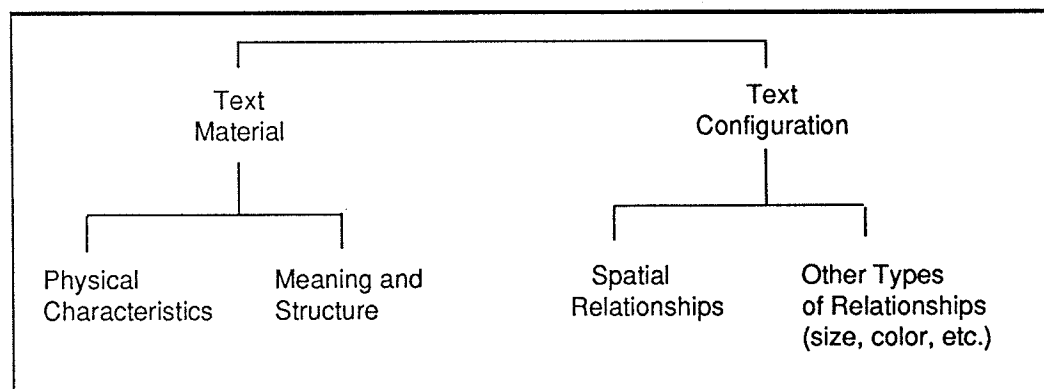 Text
Material
Text
Configuration
Physical
Characteristics
Meaning and
Structure
Spatial
Relationships
Other Types
of Relationships
(size, color, etc.)